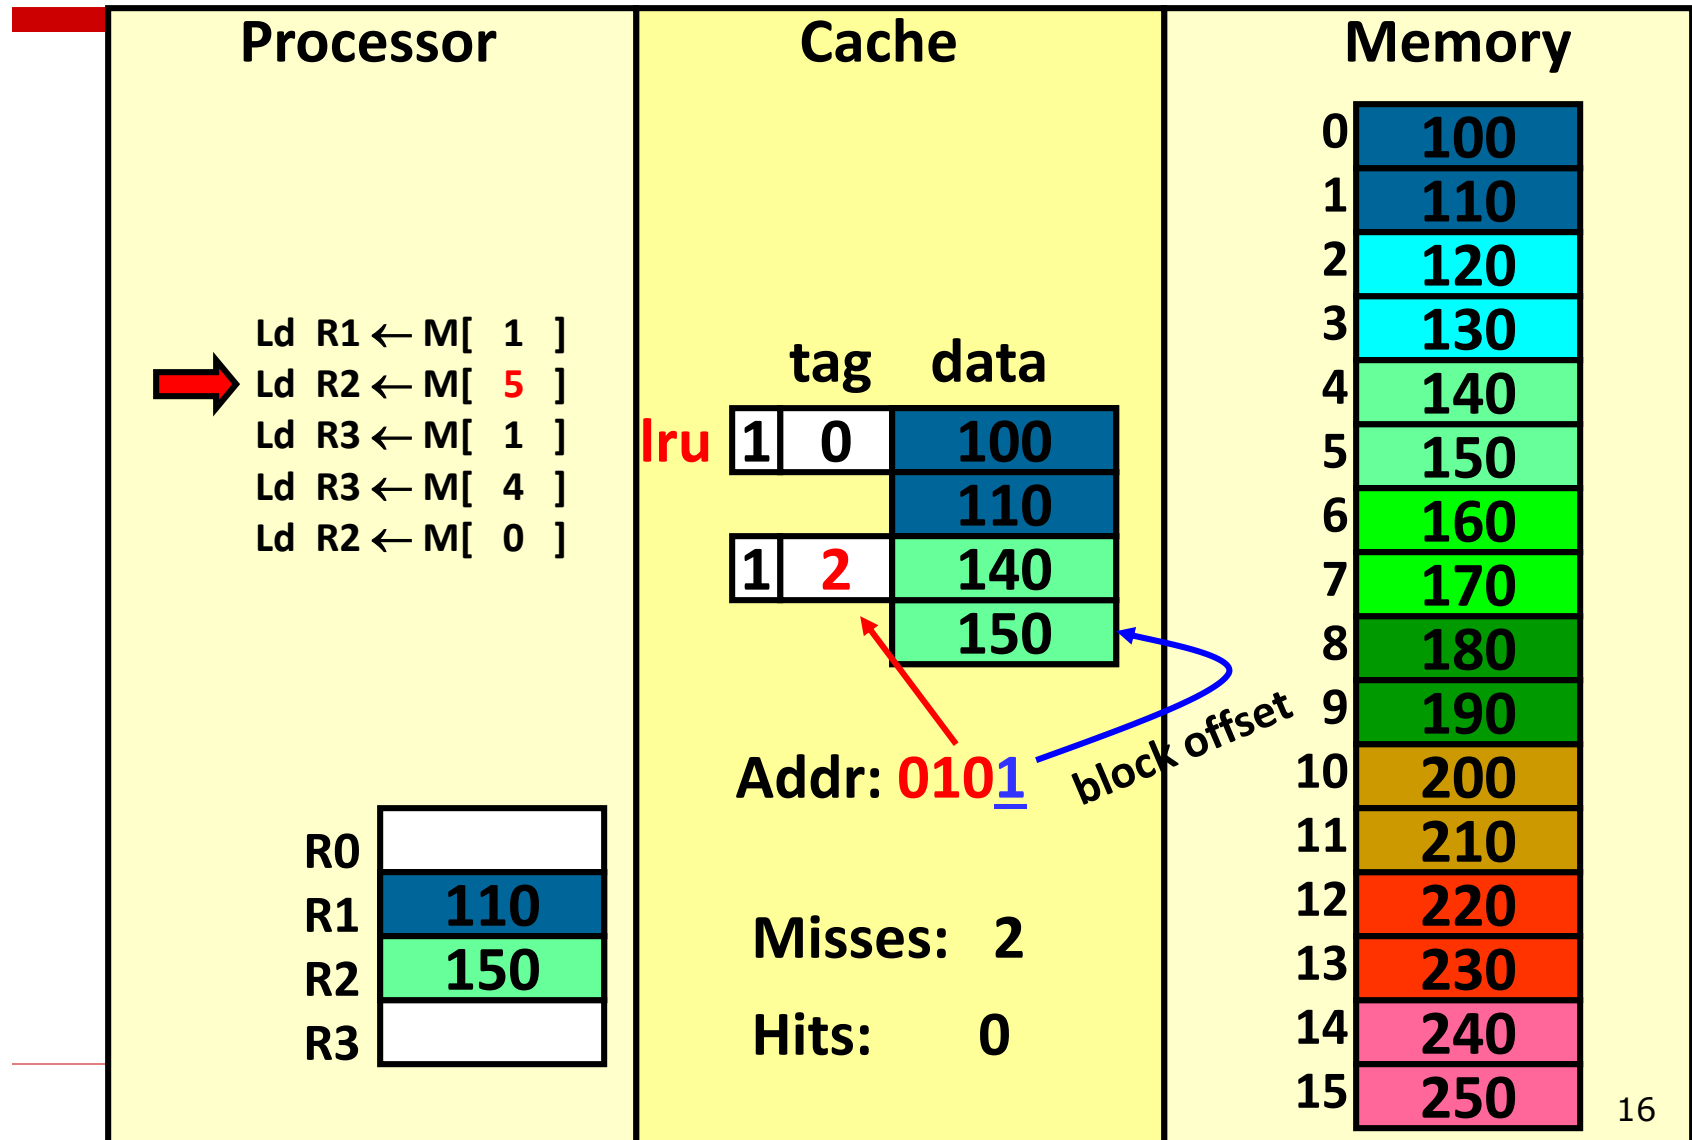 Processor
Ld R1 ← M[ 1 ]
Ld R2 ← M[ 5 ]
Ld R3 ← M[ 1 ]
Ld R3 ← M[ 4 ]
Ld R2 ← M[ 0 ]
R0
R1 110
R2 150
R3
Cache
tag data
lru 1 0 100
110
1 2 140
150
Addr: 0101
block offset
Misses: 2
Hits: 0
Memory
0 100
1 110
2 120
3 130
4 140
5 150
6 160
7 170
8 180
9 190
10 200
11 210
12 220
13 230
14 240
15 250
16